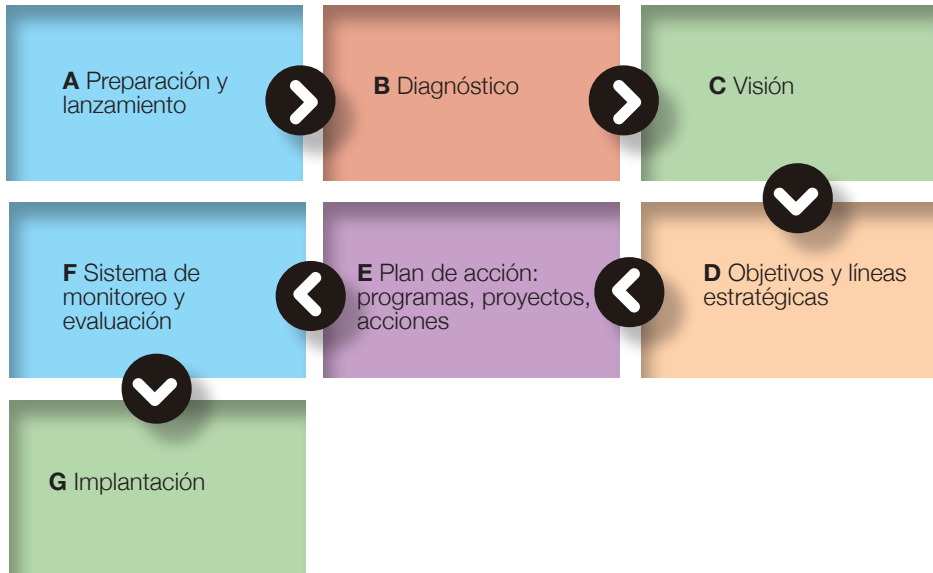 A Preparación y
lanzamiento
B Diagnóstico
C Visión
D Objetivos y líneas
estratégicas
E Plan de acción:
programas, proyectos,
acciones
F Sistema de
monitoreo y
evaluación
G Implantación